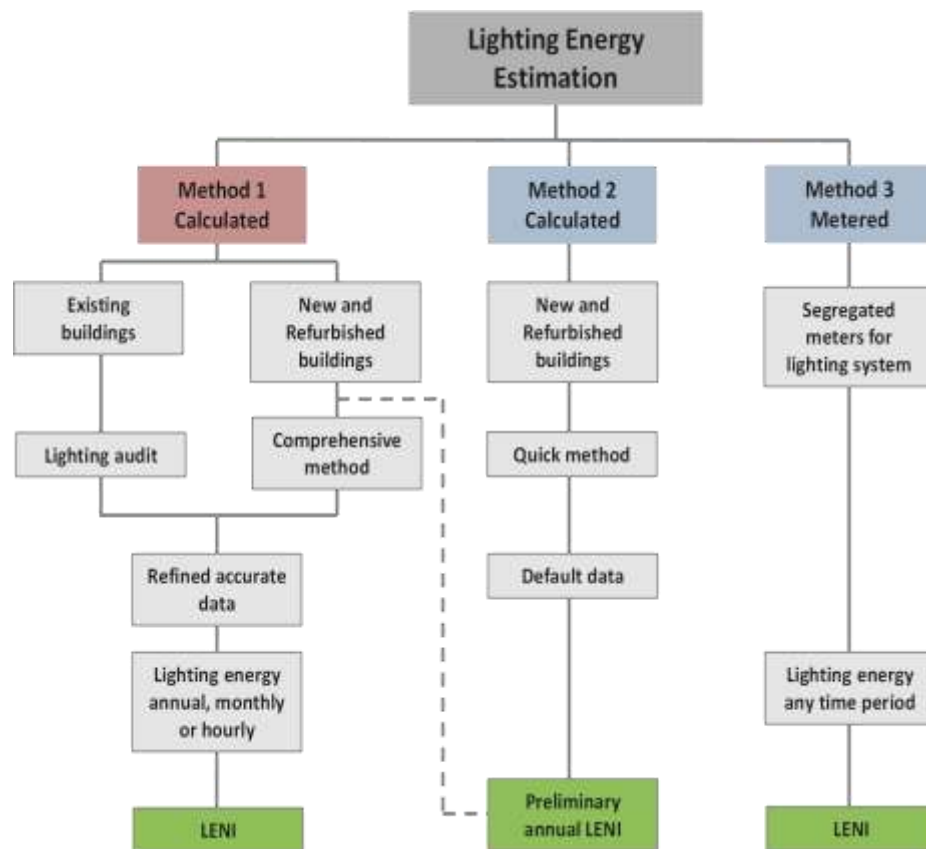 Lighting Energy
Estimation
Method 1
Calculated
Method 2
Calculated
Method 3
Metered
Existing
buildings
New and
Refurbished
buildings
New and
Refurbished
buildings
Segregated
meters for
lighting system
Lighting audit
Comprehensive
method
Quick method
Refined accurate
data
Default data
Lighting energy
annual, monthly
or hourly
Lighting energy
any time period
LENI
Preliminary
annual LENI
LENI